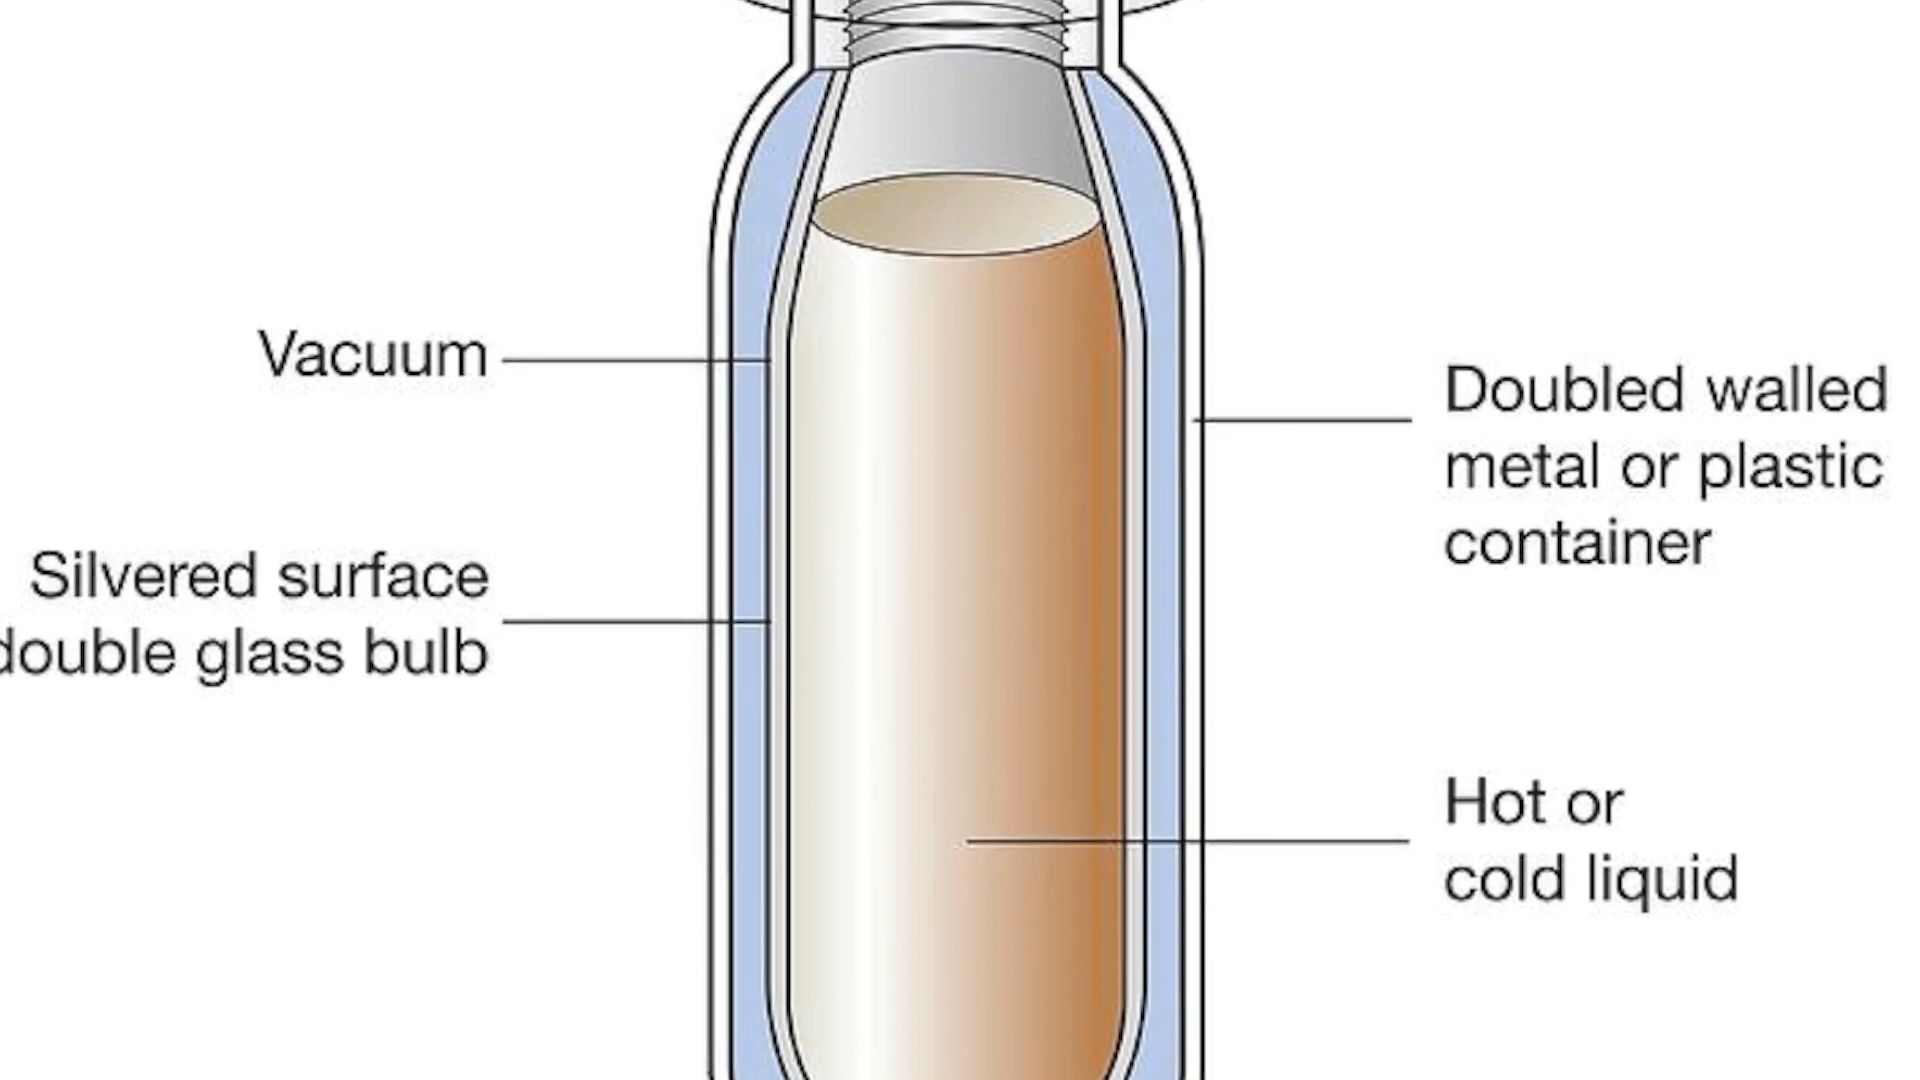 Vacuum
Silvered surface
double glass bulb
Doubled walled
metal or plastic
container
Hot or
cold liquid